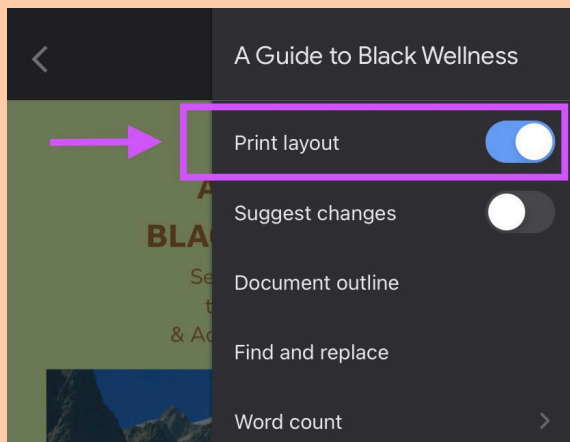 A Guide to Black Wellness
Print layout
Suggest changes
Document outline
Find and replace
Word count